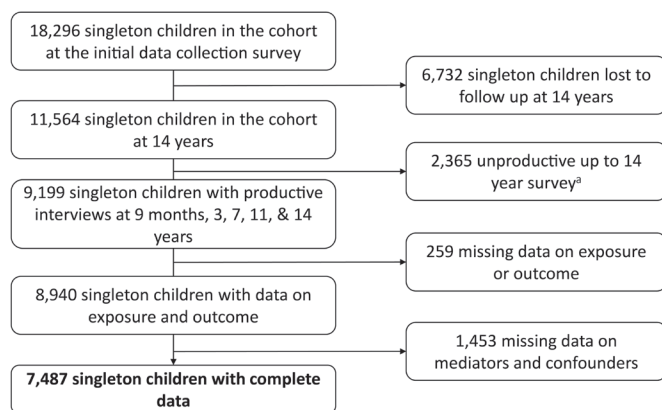 18,296 singleton children in the cohort
at the initial data collection survey
6,732 singleton children lost to
follow up at 14 years
11,564 singleton children in the cohort
at 14 years
2,365 unproductive up to 14
year surveyᵃ
9,199 singleton children with productive
interviews at 9 months, 3, 7, 11, & 14
years
259 missing data on exposure
or outcome
8,940 singleton children with data on
exposure and outcome
1,453 missing data on
mediators and confounders
7,487 singleton children with complete
data